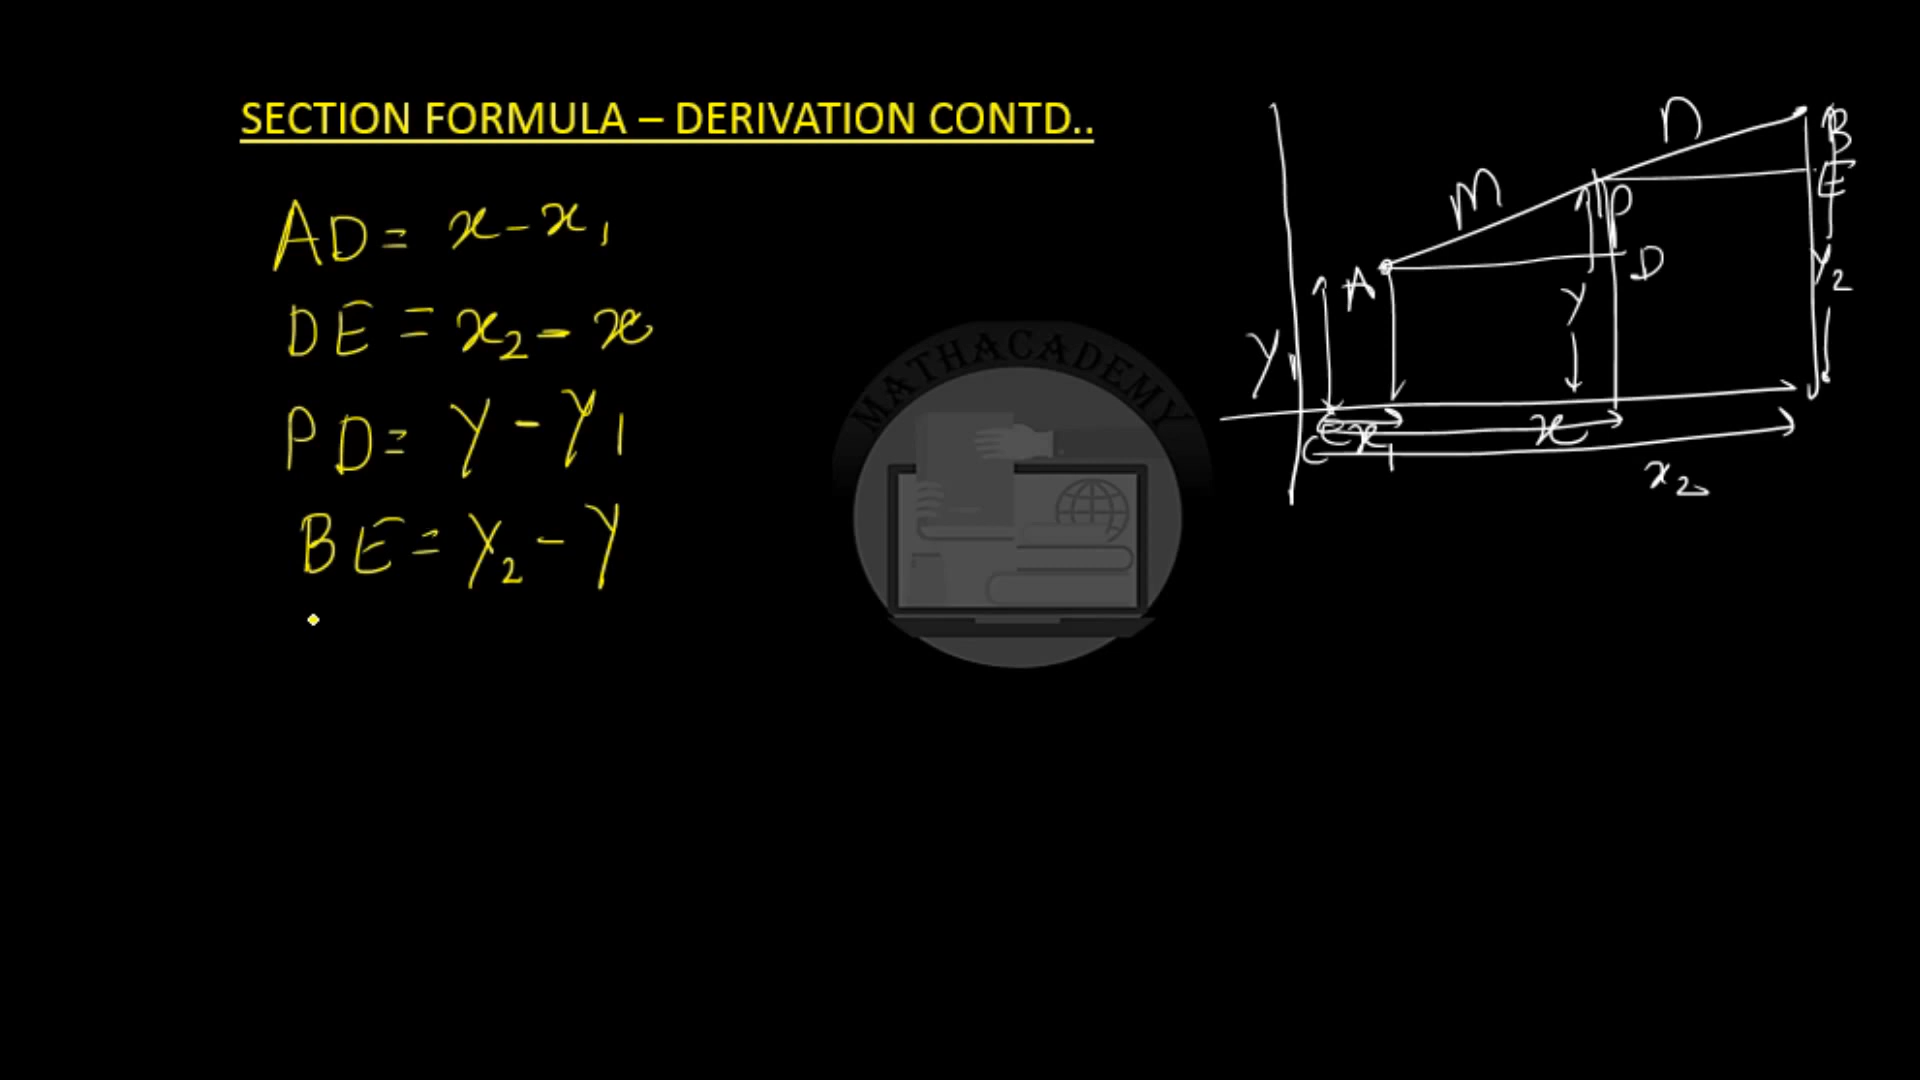 SECTION FORMULA – DERIVATION CONTD..
AD = x - x₁
DE = x₂ - x
PD = y - y₁
BE = y₂ - y
m
n
A
B
P
E
D
y₁
y
y₂
x₁
x
x₂
MATHACADEMY